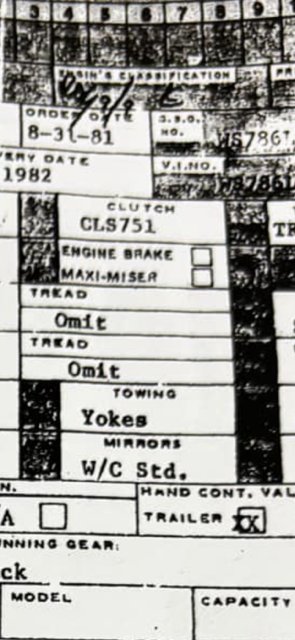 3 4 5 6 7 8 9
CLASSIFICATION
ORDER DATE
8-31-81
S.S.O.
NO.
WS786
VERY DATE
1982
V.I.NO.
WS786
CLUTCH
CLS751
ENGINE BRAKE
MAXI-MISER
TREAD
Omit
TREAD
Omit
TOWING
Yokes
MIRRORS
W/C Std.
N.
A
HAND CONT. VAL
TRAILER XX
NNING GEAR:
ck
MODEL
CAPACITY